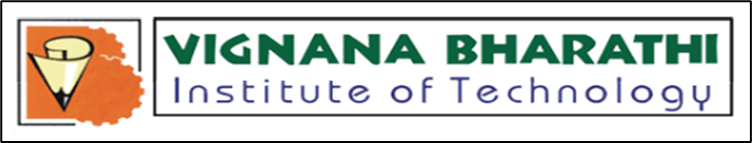 VIGNANA BHARATHI
Institute of Technology